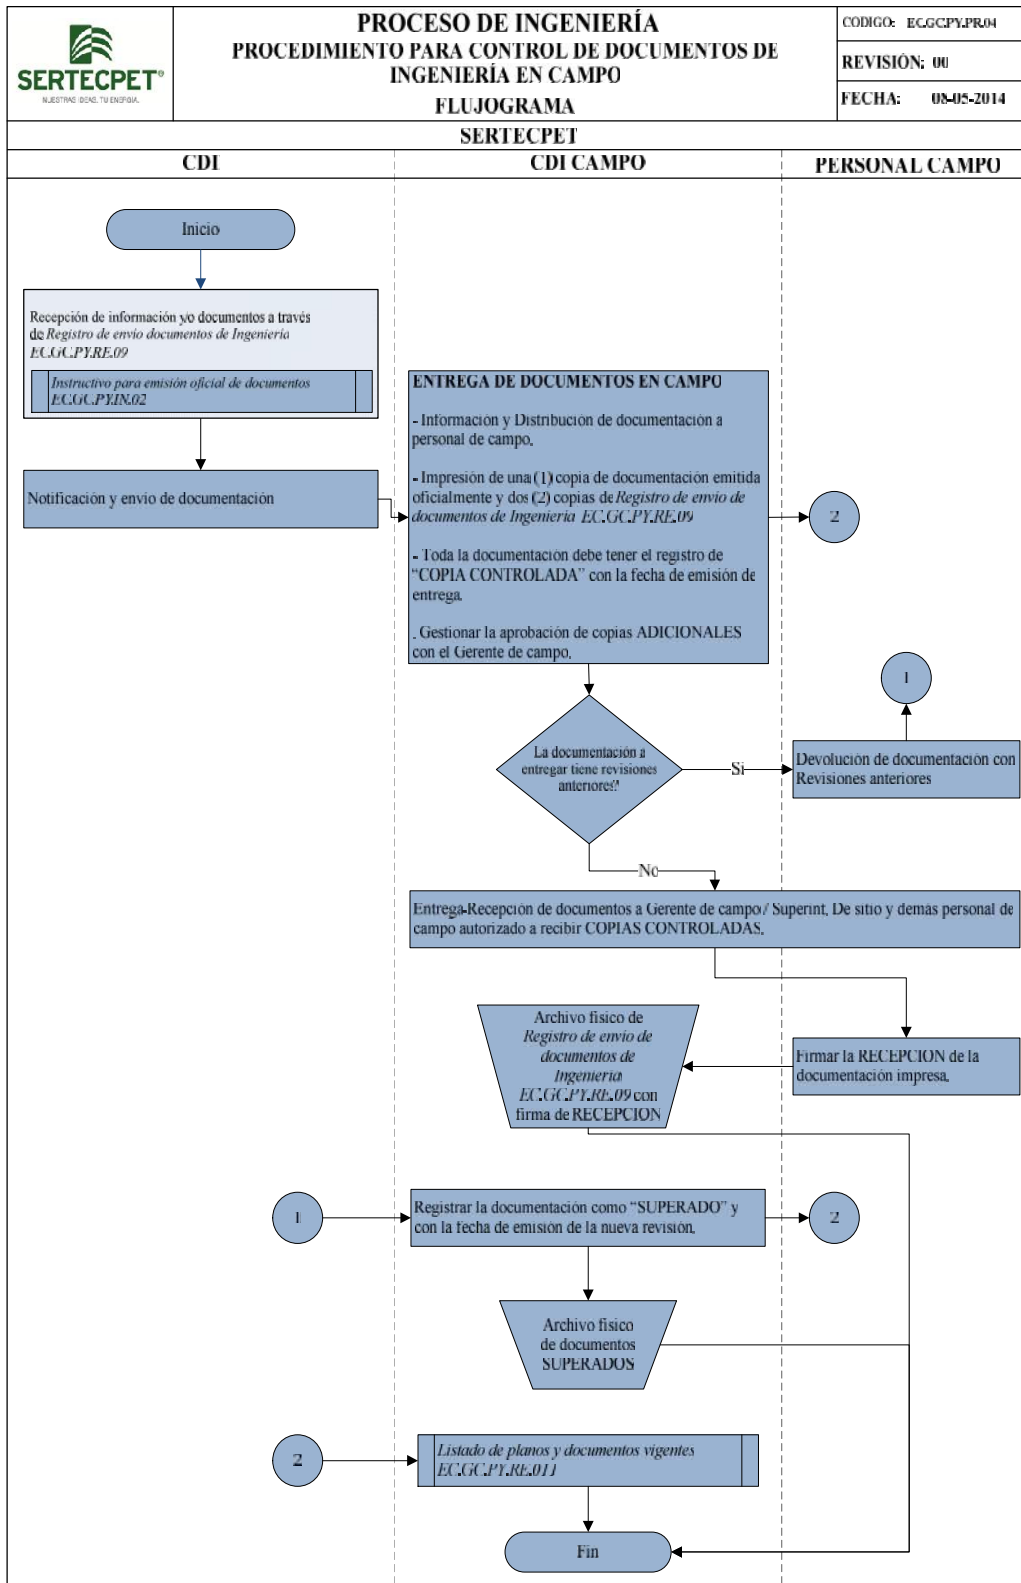 SERTECPET®
NUESTRAS IDEAS, TU ENERGÍA.
PROCESO DE INGENIERÍA
PROCEDIMIENTO PARA CONTROL DE DOCUMENTOS DE
INGENIERÍA EN CAMPO
FLUJOGRAMA
CODIGO: EC.GC.PY.PR.04
REVISIÓN: 00
FECHA: 08-05-2014
SERTECPET
CDI
CDI CAMPO
PERSONAL CAMPO
Inicio
Recepción de información y/o documentos a través
de Registro de envío documentos de Ingeniería
EC.GC.PY.RE.09
Instructivo para emisión oficial de documentos
EC.GC.PY.IN.02
Notificación y envío de documentación
ENTREGA DE DOCUMENTOS EN CAMPO
- Información y Distribución de documentación a
personal de campo.
- Impresión de una (1) copia de documentación emitida
oficialmente y dos (2) copias de Registro de envío de
documentos de Ingeniería EC.GC.PY.RE.09
- Toda la documentación debe tener el registro de
“COPIA CONTROLADA” con la fecha de emisión de
entrega.
. Gestionar la aprobación de copias ADICIONALES
con el Gerente de campo.
2
1
La documentación a
entregar tiene revisiones
anteriores?
Si
Devolución de documentación con
Revisiones anteriores
No
Entrega-Recepción de documentos a Gerente de campo / Superint. De sitio y demás personal de
campo autorizado a recibir COPIAS CONTROLADAS.
Archivo físico de
Registro de envío de
documentos de
Ingeniería
EC.GC.PY.RE.09 con
firma de RECEPCION
Firmar la RECEPCION de la
documentación impresa.
1
Registrar la documentación como “SUPERADO” y
con la fecha de emisión de la nueva revisión.
2
Archivo físico
de documentos
SUPERADOS
2
Listado de planos y documentos vigentes
EC.GC.PY.RE.011
Fin